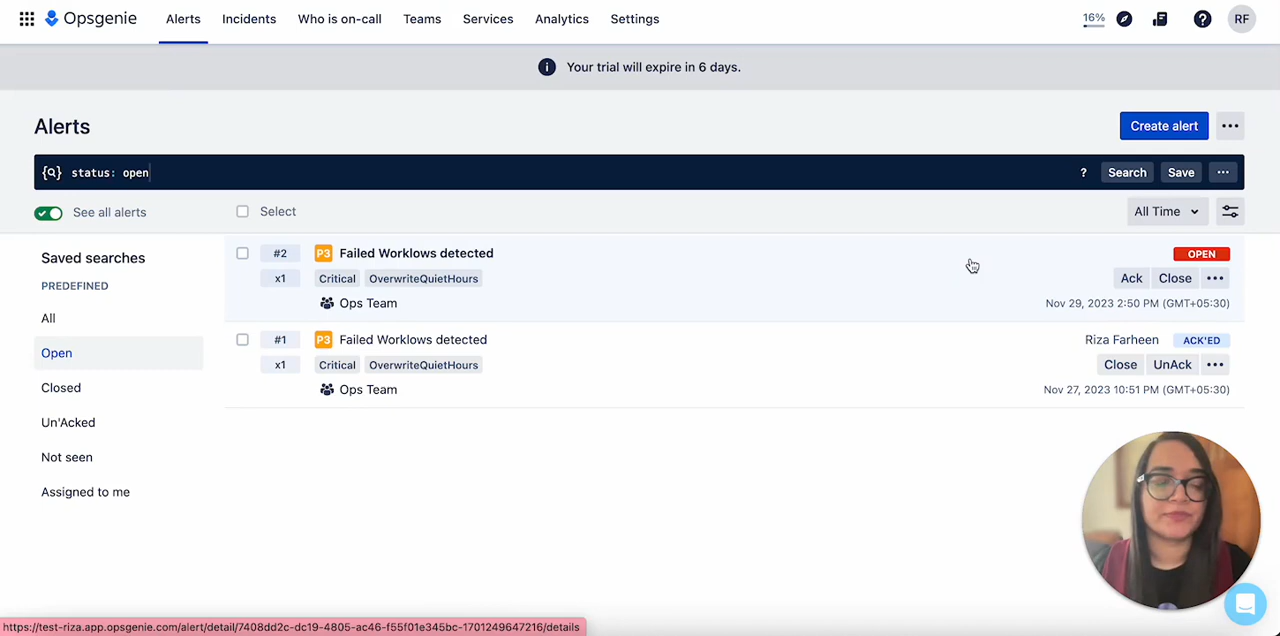 Opsgenie Alerts Incidents Who is on-call Teams Services Analytics Settings 16% ? RF
i Your trial will expire in 6 days.
Alerts Create alert ...
{Q} status: open ? Search Save ...
See all alerts Select All Time
Saved searches
PREDEFINED
All
Open
Closed
Un'Acked
Not seen
Assigned to me
#2 P3 Failed Worklows detected OPEN
x1 Critical OverwriteQuietHours Ack Close ...
Ops Team Nov 29, 2023 2:50 PM (GMT+05:30)
#1 P3 Failed Worklows detected Riza Farheen ACK'ED
x1 Critical OverwriteQuietHours Close UnAck ...
Ops Team Nov 27, 2023 10:51 PM (GMT+05:30)
https://test-riza.app.opsgenie.com/alert/detail/7408dd2c-dc19-4805-ac46-f55f01e345bc-1701249647216/details